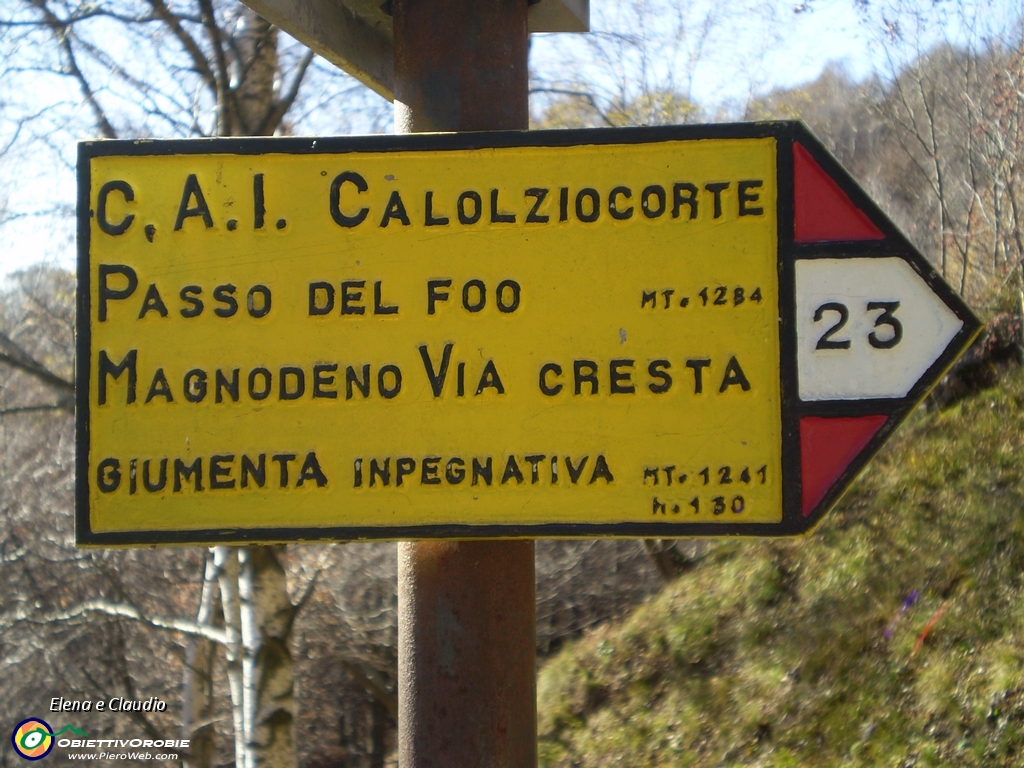 C.A.I. CALOLZIOCORTE
PASSO DEL FOO MT. 1284
23
MAGNODENO VIA CRESTA
GIUMENTA INPEGNATIVA MT. 1241
h. 1 30
Elena e Claudio
OBIETTIVOROBIE
www.PieroWeb.com